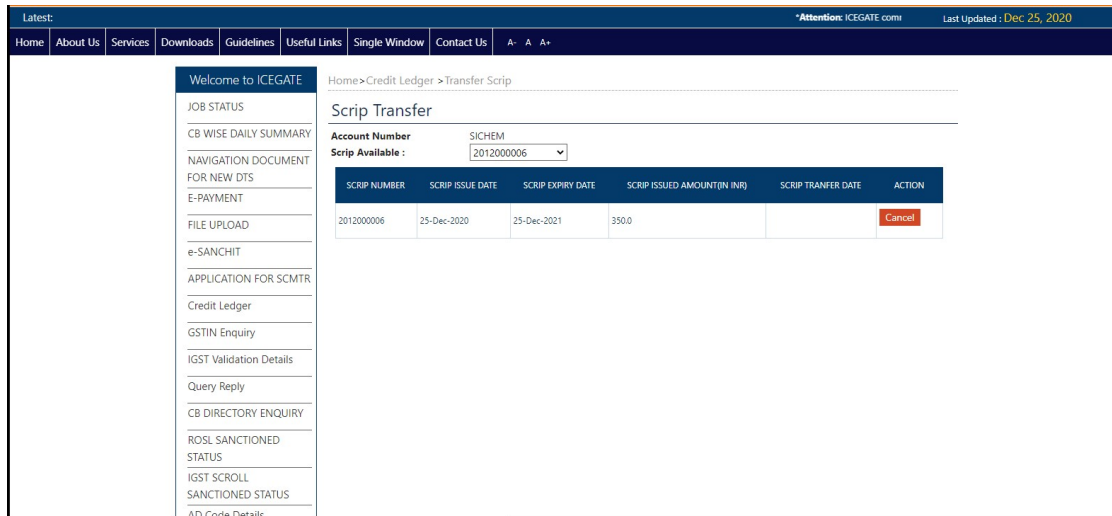 Latest:
*Attention: ICEGATE com
Last Updated : Dec 25, 2020
Home About Us Services Downloads Guidelines Useful Links Single Window Contact Us A- A A+
Welcome to ICEGATE
JOB STATUS
CB WISE DAILY SUMMARY
NAVIGATION DOCUMENT
FOR NEW DTS
E-PAYMENT
FILE UPLOAD
e-SANCHIT
APPLICATION FOR SCMTR
Credit Ledger
GSTIN Enquiry
IGST Validation Details
Query Reply
CB DIRECTORY ENQUIRY
ROSL SANCTIONED
STATUS
IGST SCROLL
SANCTIONED STATUS
AD Code Details
Home>Credit Ledger >Transfer Scrip
Scrip Transfer
Account Number SICHEM
Scrip Available : 2012000006
SCRIP NUMBER SCRIP ISSUE DATE SCRIP EXPIRY DATE SCRIP ISSUED AMOUNT(IN INR) SCRIP TRANFER DATE ACTION
2012000006 25-Dec-2020 25-Dec-2021 350.0 Cancel